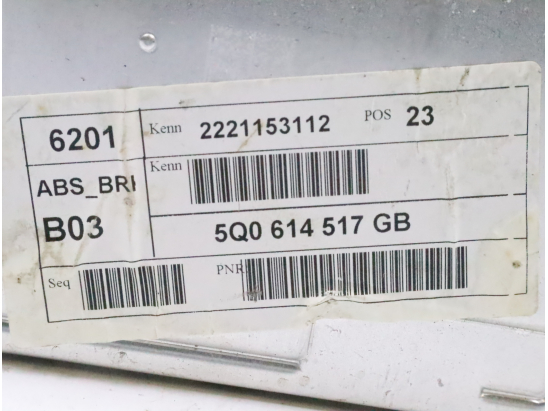 6201 Kenn 2221153112 POS 23
ABS_BRI Kenn
B03 5Q0 614 517 GB
Seq PNR